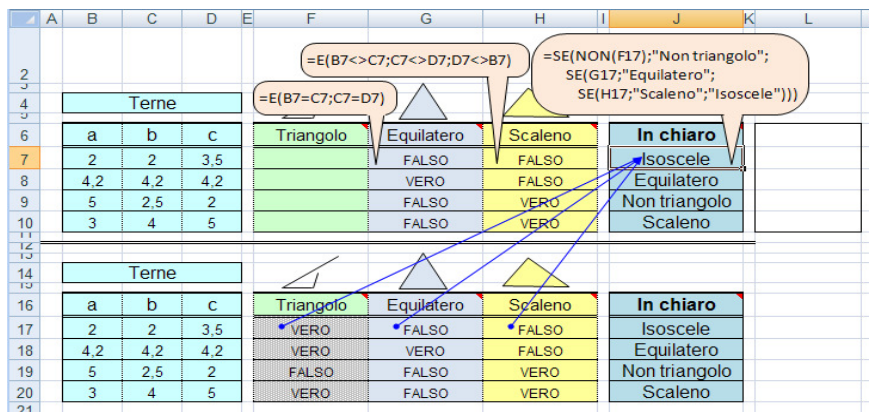 A B C D E F G H I J K L
2
3
4
5
6
7
8
9
10
11
12
13
14
15
16
17
18
19
20
21
=E(B7<>C7;C7<>D7;D7<>B7)
=SE(NON(F17);"Non triangolo";
SE(G17;"Equilatero";
SE(H17;"Scaleno";"Isoscele")))
=E(B7=C7;C7=D7)
Terne
a b c Triangolo Equilatero Scaleno In chiaro
2 2 3,5 FALSO FALSO Isoscele
4,2 4,2 4,2 VERO FALSO Equilatero
5 2,5 2 FALSO VERO Non triangolo
3 4 5 FALSO VERO Scaleno
Terne
a b c Triangolo Equilatero Scaleno In chiaro
2 2 3,5 VERO FALSO FALSO Isoscele
4,2 4,2 4,2 VERO VERO FALSO Equilatero
5 2,5 2 FALSO FALSO VERO Non triangolo
3 4 5 VERO FALSO VERO Scaleno